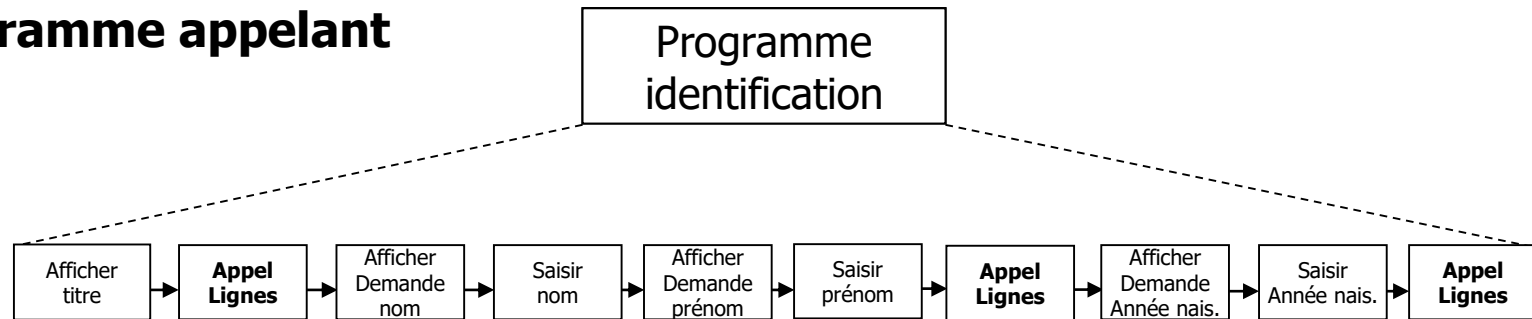 ramme appelant
Programme
identification
Afficher
titre
Appel
Lignes
Afficher
Demande
nom
Saisir
nom
Afficher
Demande
prénom
Saisir
prénom
Appel
Lignes
Afficher
Demande
Année nais.
Saisir
Année nais.
Appel
Lignes